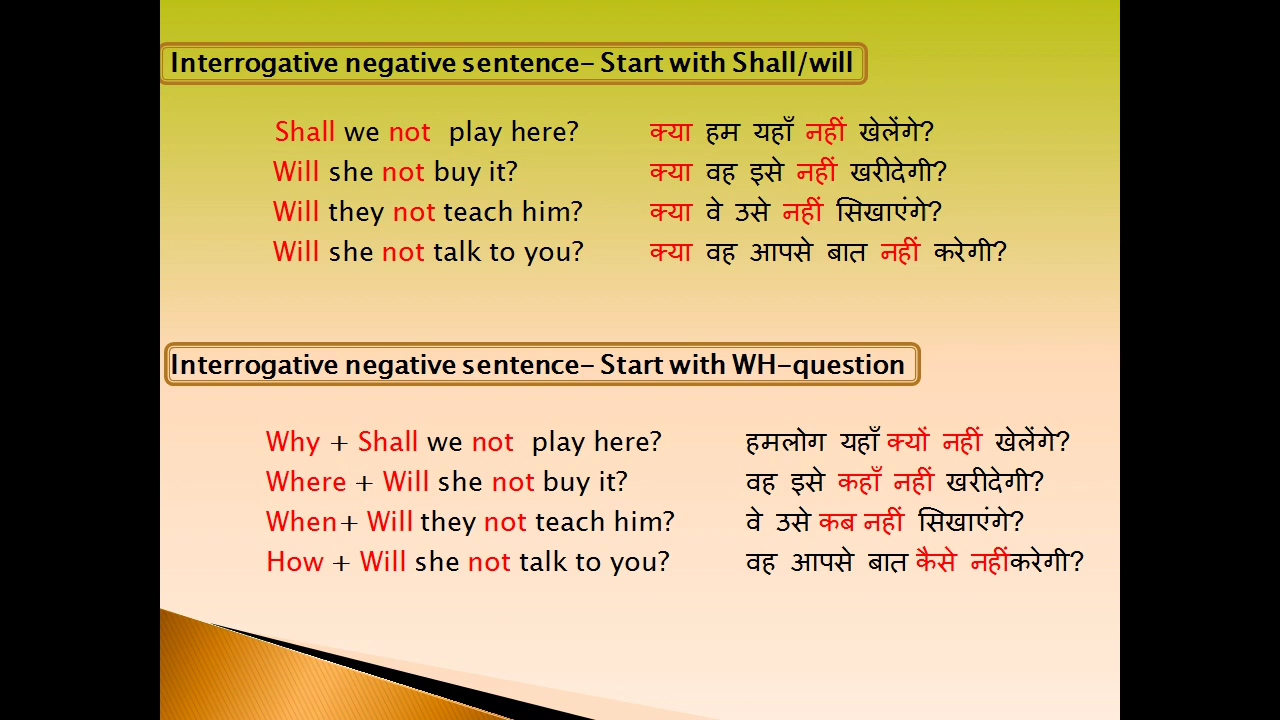 Interrogative negative sentence- Start with Shall/will
Shall we not play here? क्या हम यहाँ नहीं खेलेंगे?
Will she not buy it? क्या वह इसे नहीं खरीदेगी?
Will they not teach him? क्या वे उसे नहीं सिखाएंगे?
Will she not talk to you? क्या वह आपसे बात नहीं करेगी?
Interrogative negative sentence- Start with WH-question
Why + Shall we not play here? हमलोग यहाँ क्यों नहीं खेलेंगे?
Where + Will she not buy it? वह इसे कहाँ नहीं खरीदेगी?
When+ Will they not teach him? वे उसे कब नहीं सिखाएंगे?
How + Will she not talk to you? वह आपसे बात कैसे नहींकरेगी?